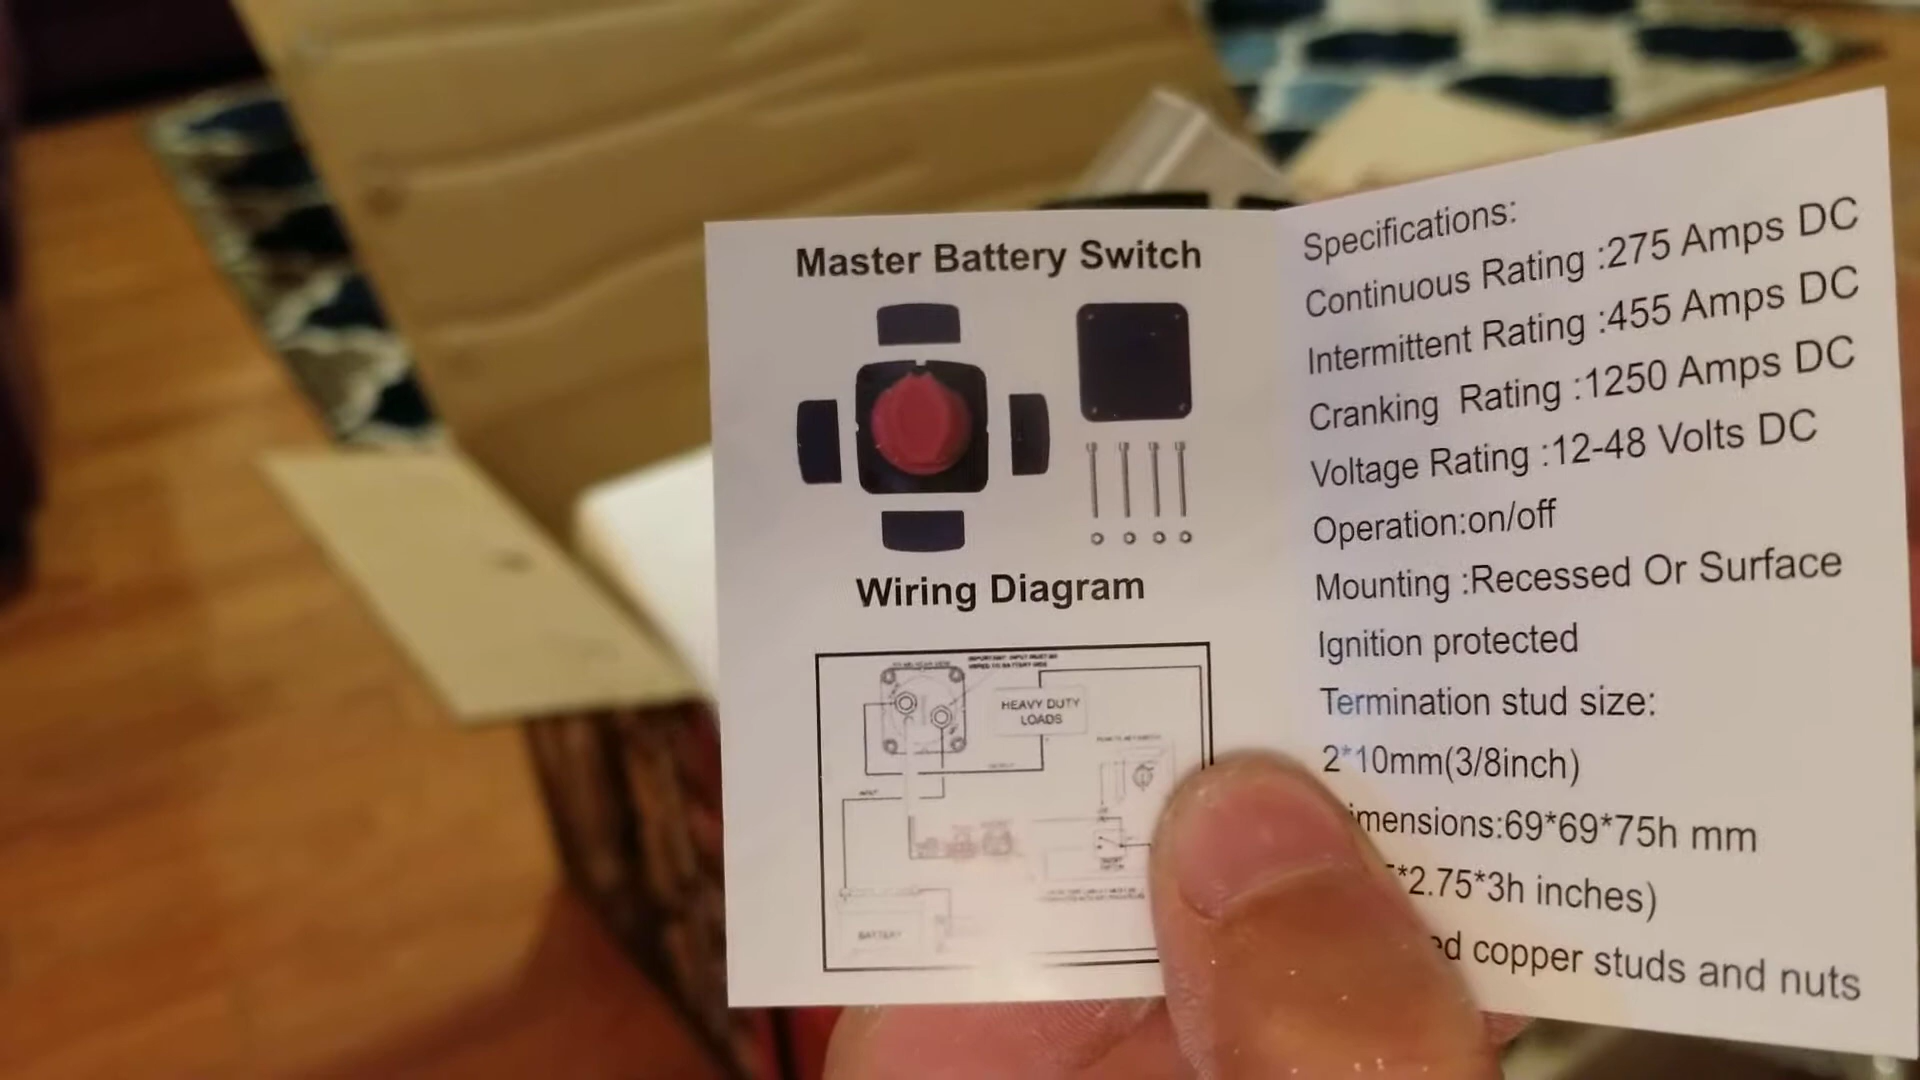 Master Battery Switch
Wiring Diagram
HEAVY DUTY
LOADS
BATTERY
Specifications:
Continuous Rating :275 Amps DC
Intermittent Rating :455 Amps DC
Cranking Rating :1250 Amps DC
Voltage Rating :12-48 Volts DC
Operation:on/off
Mounting :Recessed Or Surface
Ignition protected
Termination stud size:
2*10mm(3/8inch)
mensions:69*69*75h mm
*2.75*3h inches)
ed copper studs and nuts